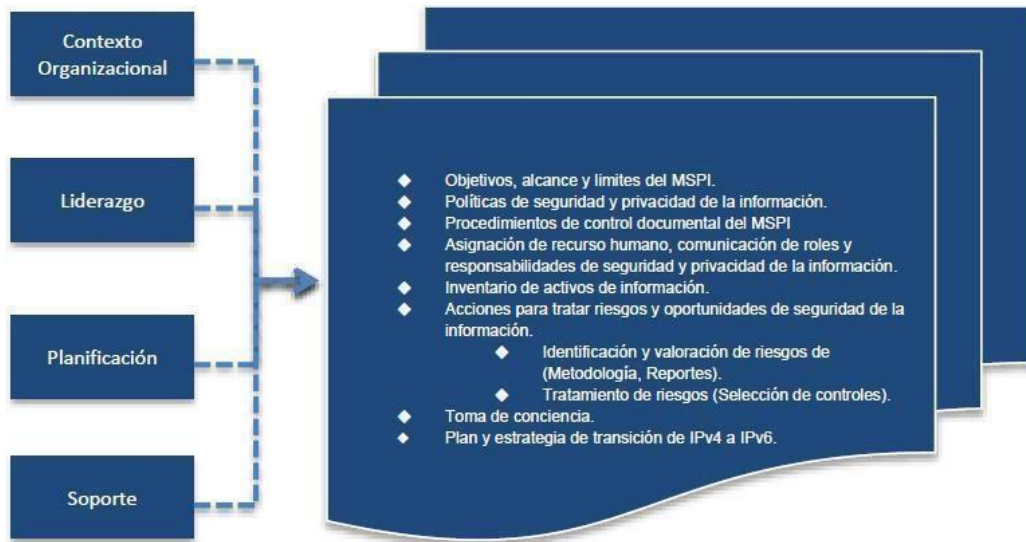 Contexto
Organizacional
Liderazgo
Planificación
Soporte
◆ Objetivos, alcance y limites del MSPI.
◆ Políticas de seguridad y privacidad de la información.
◆ Procedimientos de control documental del MSPI
◆ Asignación de recurso humano, comunicación de roles y
responsabilidades de seguridad y privacidad de la información.
◆ Inventario de activos de información.
◆ Acciones para tratar riesgos y oportunidades de seguridad de la
información.
◆ Identificación y valoración de riesgos de
(Metodología, Reportes).
◆ Tratamiento de riesgos (Selección de controles).
◆ Toma de conciencia.
◆ Plan y estrategia de transición de IPv4 a IPv6.